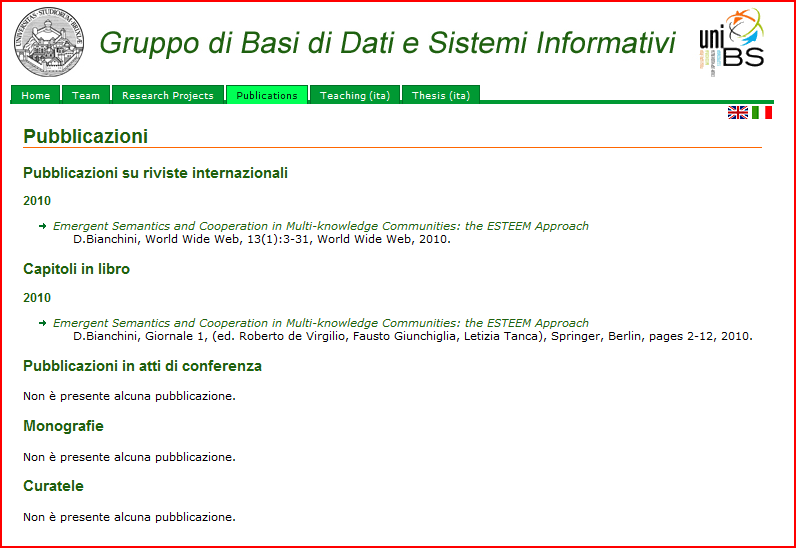 Gruppo di Basi di Dati e Sistemi Informativi
uni
BS
Home
Team
Research Projects
Publications
Teaching (ita)
Thesis (ita)
Pubblicazioni
Pubblicazioni su riviste internazionali
2010
Emergent Semantics and Cooperation in Multi-knowledge Communities: the ESTEEM Approach
D.Bianchini, World Wide Web, 13(1):3-31, World Wide Web, 2010.
Capitoli in libro
2010
Emergent Semantics and Cooperation in Multi-knowledge Communities: the ESTEEM Approach
D.Bianchini, Giornale 1, (ed. Roberto de Virgilio, Fausto Giunchiglia, Letizia Tanca), Springer, Berlin, pages 2-12, 2010.
Pubblicazioni in atti di conferenza
Non è presente alcuna pubblicazione.
Monografie
Non è presente alcuna pubblicazione.
Curatele
Non è presente alcuna pubblicazione.